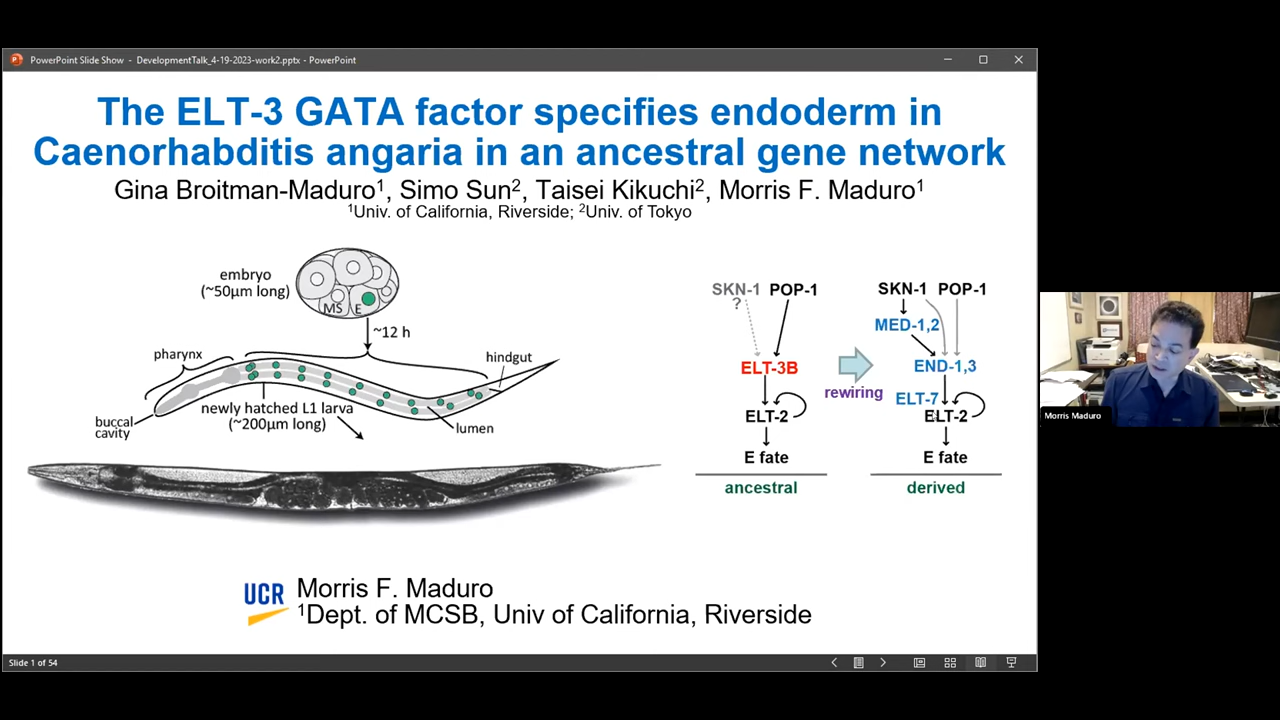 PowerPoint Slide Show - DevelopmentTalk_4-19-2023-work2.pptx - PowerPoint
The ELT-3 GATA factor specifies endoderm in
Caenorhabditis angaria in an ancestral gene network
Gina Broitman-Maduro¹, Simo Sun², Taisei Kikuchi², Morris F. Maduro¹
¹Univ. of California, Riverside; ²Univ. of Tokyo
embryo
(~50µm long)
MS E
~12 h
pharynx
hindgut
buccal
cavity
newly hatched L1 larva
(~200µm long)
lumen
SKN-1 POP-1
?
ELT-3B
ELT-2
E fate
ancestral
rewiring
SKN-1 POP-1
MED-1,2
END-1,3
ELT-7
ELT-2
E fate
derived
Morris Maduro
UCR
Morris F. Maduro
¹Dept. of MCSB, Univ of California, Riverside
Slide 1 of 54